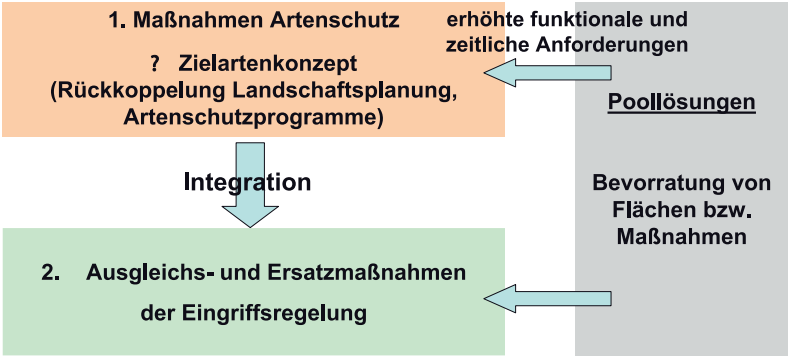 1. Maßnahmen Artenschutz
? Zielartenkonzept
(Rückkoppelung Landschaftsplanung,
Artenschutzprogramme)
erhöhte funktionale und
zeitliche Anforderungen
Poollösungen
Integration
Bevorratung von
Flächen bzw.
Maßnahmen
2. Ausgleichs- und Ersatzmaßnahmen
der Eingriffsregelung